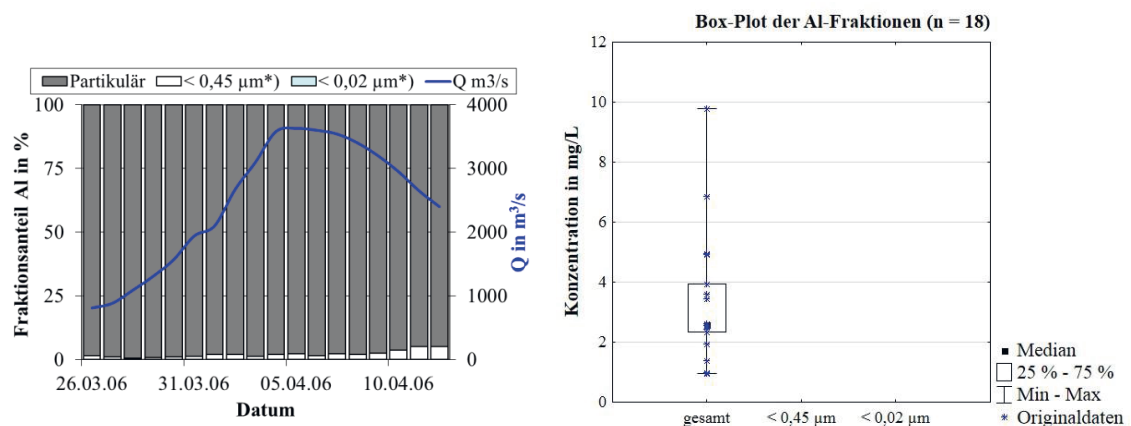 Partikulär < 0,45 µm*) < 0,02 µm*) Q m3/s
Fraktionsanteil Al in %
100
75
50
25
0
4000
3000
2000
1000
0
Q in m³/s
26.03.06 31.03.06 05.04.06 10.04.06
Datum
Box-Plot der Al-Fraktionen (n = 18)
Konzentration in mg/L
12
10
8
6
4
2
0
gesamt < 0,45 µm < 0,02 µm
Median
25 % - 75 %
Min - Max
Originaldaten